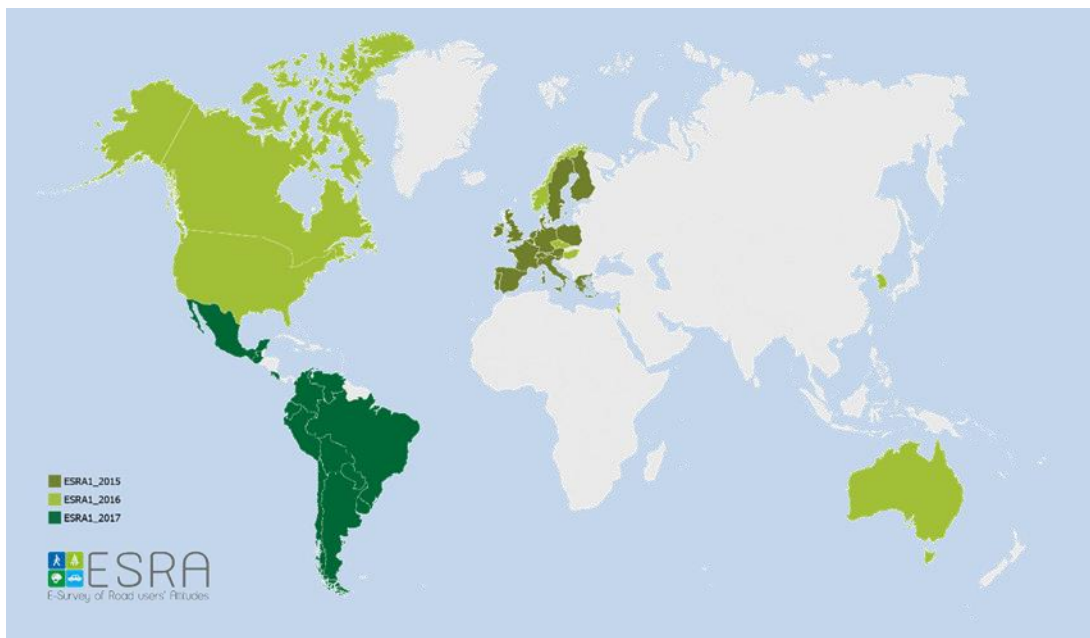 ESRA1_2015
ESRA1_2016
ESRA1_2017
ESRA
E-Survey of Road users' Attitudes